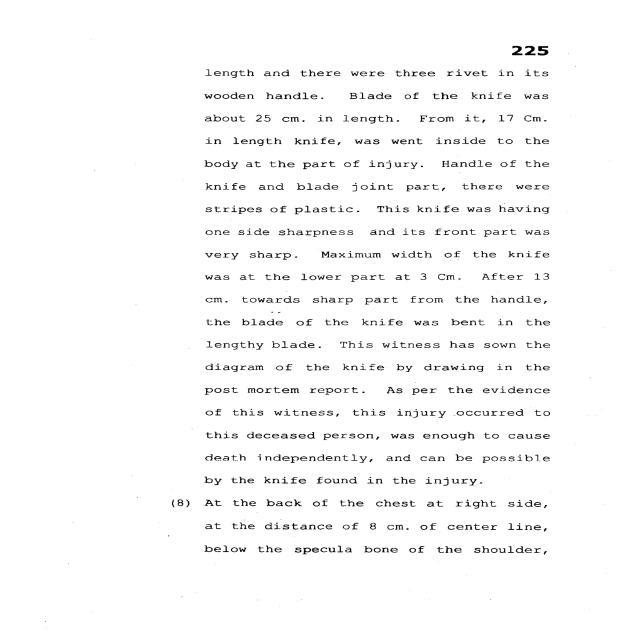 225
length and there were three rivet in its
wooden handle. Blade of the knife was
about 25 cm. in length. From it, 17 Cm.
in length knife, was went inside to the
body at the part of injury. Handle of the
knife and blade joint part, there were
stripes of plastic. This knife was having
one side sharpness and its front part was
very sharp. Maximum width of the knife
was at the lower part at 3 Cm. After 13
cm. towards sharp part from the handle,
the blade of the knife was bent in the
lengthy blade. This witness has sown the
diagram of the knife by drawing in the
post mortem report. As per the evidence
of this witness, this injury occurred to
this deceased person, was enough to cause
death independently, and can be possible
by the knife found in the injury.
(8) At the back of the chest at right side,
at the distance of 8 cm. of center line,
below the specula bone of the shoulder,